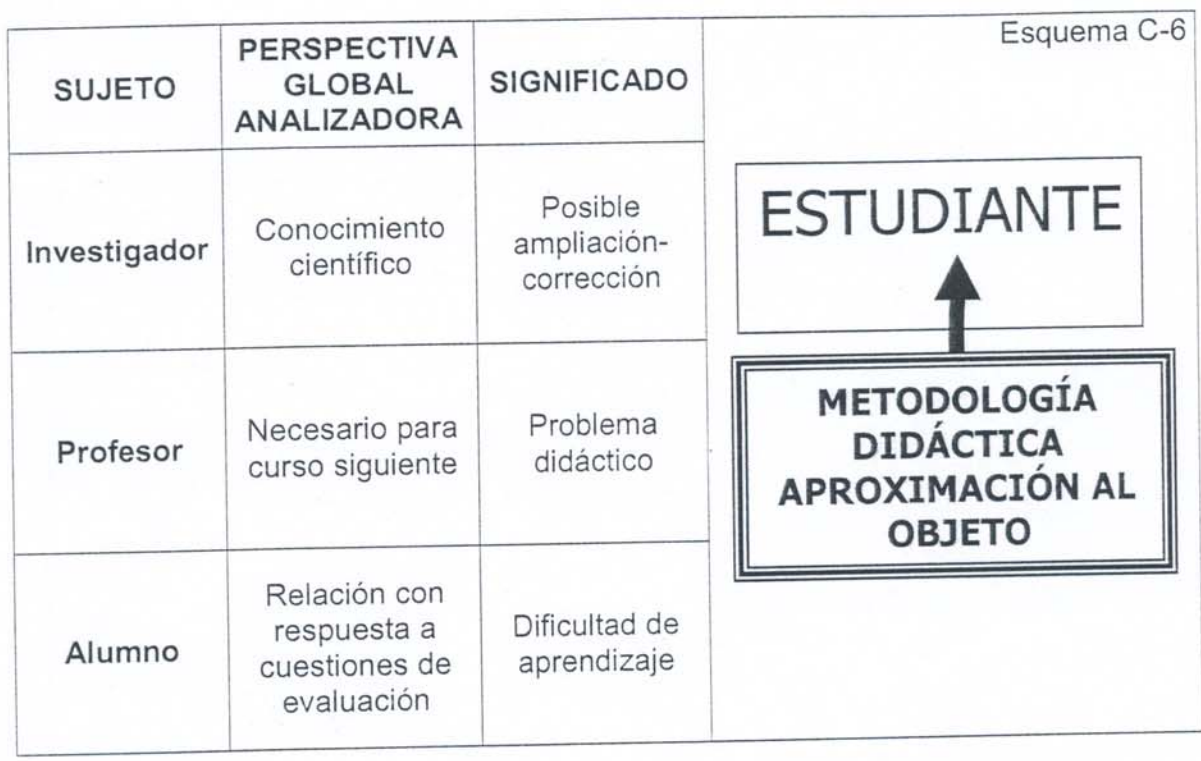 Esquema C-6
SUJETO
PERSPECTIVA
GLOBAL
ANALIZADORA
SIGNIFICADO
Investigador
Conocimiento
científico
Posible
ampliación-
corrección
Profesor
Necesario para
curso siguiente
Problema
didáctico
Alumno
Relación con
respuesta a
cuestiones de
evaluación
Dificultad de
aprendizaje
ESTUDIANTE
METODOLOGÍA
DIDÁCTICA
APROXIMACIÓN AL
OBJETO